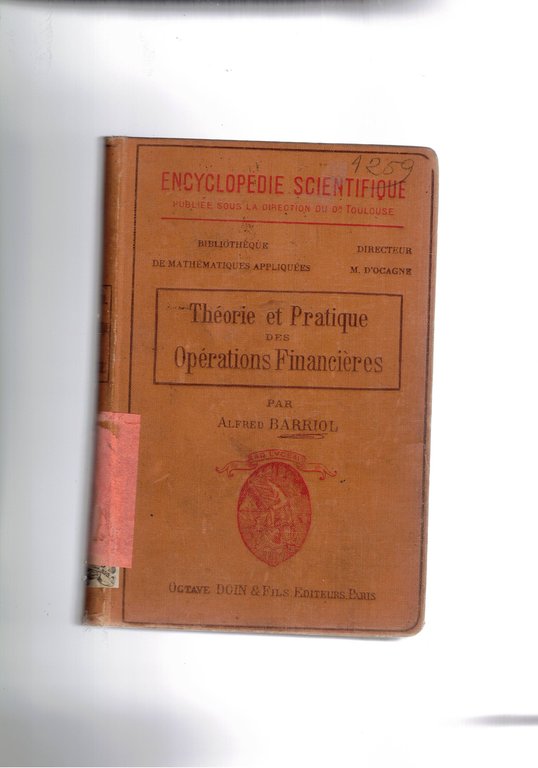 1259
ENCYCLOPÉDIE SCIENTIFIQUE
PUBLIÉE SOUS LA DIRECTION DU DR TOULOUSE
BIBLIOTHÈQUE
DE MATHÉMATIQUES APPLIQUÉES
DIRECTEUR
M. D'OCAGNE
Théorie et Pratique
DES
Opérations Financières
PAR
ALFRED BARRIOL
OCTAVE DOIN & FILS, EDITEURS, PARIS